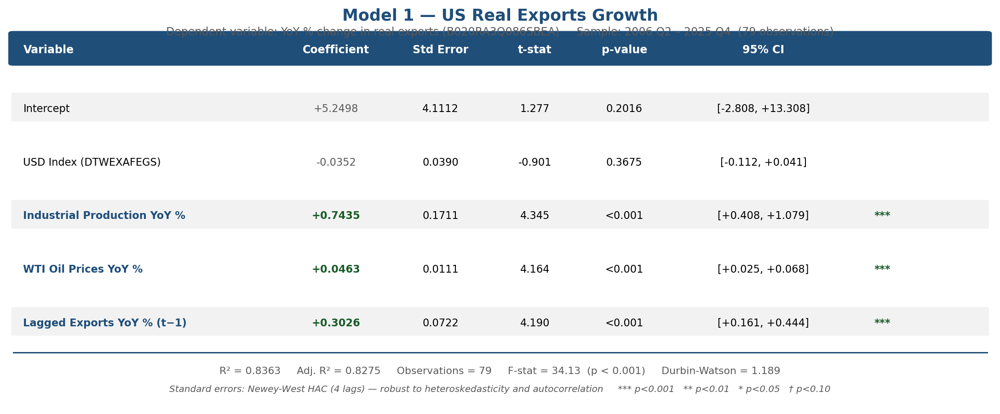 Model 1 — US Real Exports Growth
Dependent variable: YoY % change in real exports (B020RA3Q086SBEA) Sample: 2006 Q2 – 2025 Q4 (79 observations)
Variable Coefficient Std Error t-stat p-value 95% CI
Intercept +5.2498 4.1112 1.277 0.2016 [-2.808, +13.308]
USD Index (DTWEXAFEGS) -0.0352 0.0390 -0.901 0.3675 [-0.112, +0.041]
Industrial Production YoY % +0.7435 0.1711 4.345 <0.001 [+0.408, +1.079] ***
WTI Oil Prices YoY % +0.0463 0.0111 4.164 <0.001 [+0.025, +0.068] ***
Lagged Exports YoY % (t−1) +0.3026 0.0722 4.190 <0.001 [+0.161, +0.444] ***
R² = 0.8363 Adj. R² = 0.8275 Observations = 79 F-stat = 34.13 (p < 0.001) Durbin-Watson = 1.189
Standard errors: Newey-West HAC (4 lags) — robust to heteroskedasticity and autocorrelation *** p<0.001 ** p<0.01 * p<0.05 † p<0.10